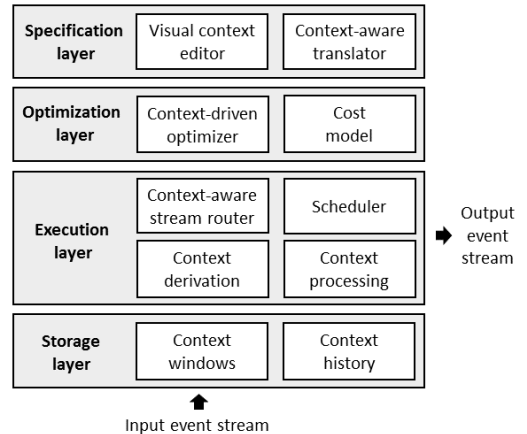 Specification
layer
Visual context
editor
Context-aware
translator
Optimization
layer
Context-driven
optimizer
Cost
model
Execution
layer
Context-aware
stream router
Scheduler
Context
derivation
Context
processing
Output
event
stream
Storage
layer
Context
windows
Context
history
Input event stream